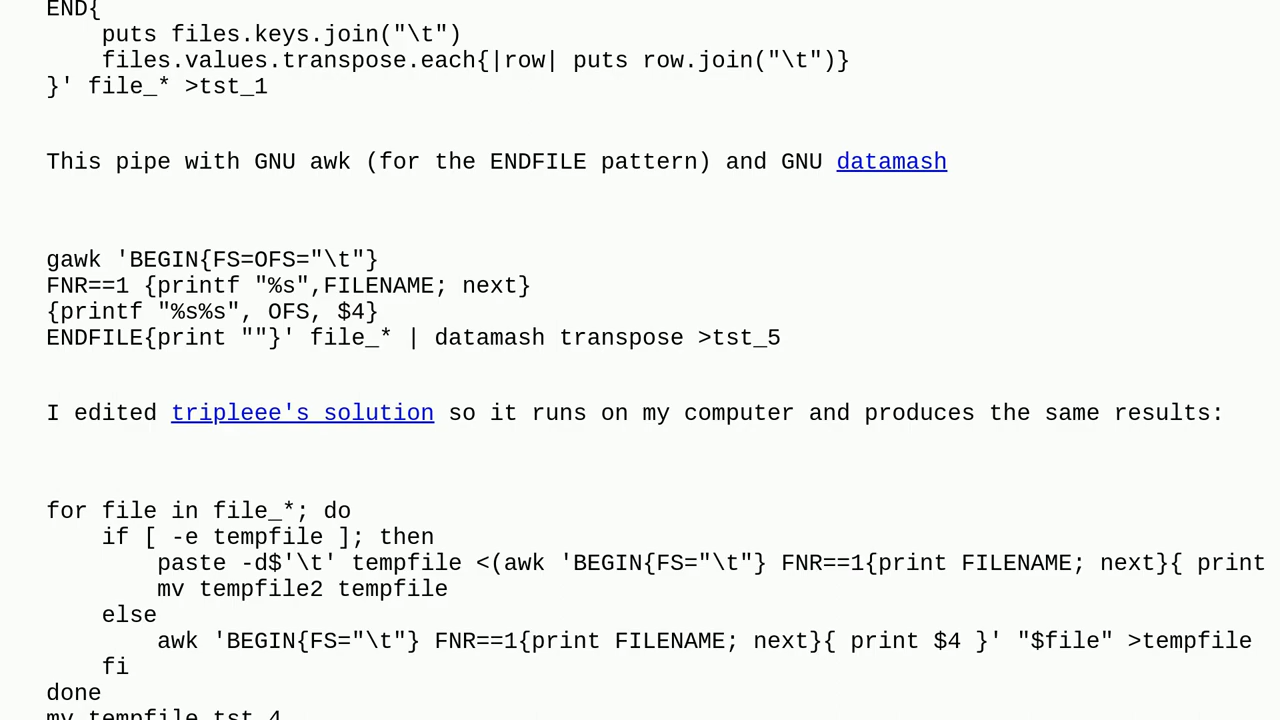 END{
    puts files.keys.join("\t")
    files.values.transpose.each{|row| puts row.join("\t")}
}' file_* >tst_1
This pipe with GNU awk (for the ENDFILE pattern) and GNU datamash
gawk 'BEGIN{FS=OFS="\t"}
FNR==1 {printf "%s",FILENAME; next}
{printf "%s%s", OFS, $4}
ENDFILE{print ""}' file_* | datamash transpose >tst_5
I edited tripleee's solution so it runs on my computer and produces the same results:
for file in file_*; do
    if [ -e tempfile ]; then
        paste -d$'\t' tempfile <(awk 'BEGIN{FS="\t"} FNR==1{print FILENAME; next}{ print
        mv tempfile2 tempfile
    else
        awk 'BEGIN{FS="\t"} FNR==1{print FILENAME; next}{ print $4 }' "$file" >tempfile
    fi
done
mv tempfile tst_4